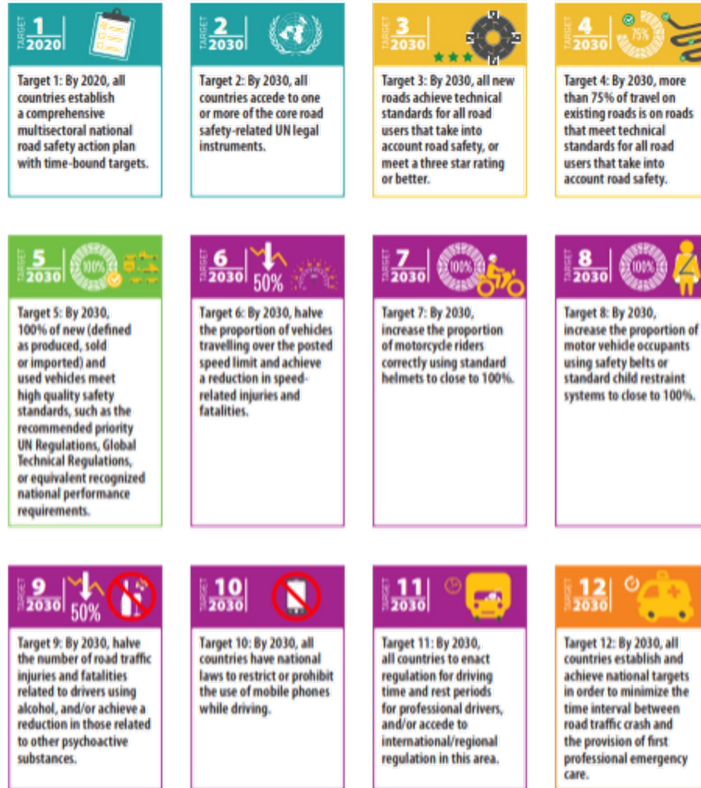 TARGET 1 2020
Target 1: By 2020, all
countries establish
a comprehensive
multisectoral national
road safety action plan
with time-bound targets.
TARGET 2 2030
Target 2: By 2030, all
countries accede to one
or more of the core road
safety-related UN legal
instruments.
TARGET 3 2030
Target 3: By 2030, all new
roads achieve technical
standards for all road
users that take into
account road safety, or
meet a three star rating
or better.
TARGET 4 2030
75%
Target 4: By 2030, more
than 75% of travel on
existing roads is on roads
that meet technical
standards for all road
users that take into
account road safety.
TARGET 5 2030
100%
Target 5: By 2030,
100% of new (defined
as produced, sold
or imported) and
used vehicles meet
high quality safety
standards, such as the
recommended priority
UN Regulations, Global
Technical Regulations,
or equivalent recognized
national performance
requirements.
TARGET 6 2030
50%
Target 6: By 2030, halve
the proportion of vehicles
travelling over the posted
speed limit and achieve
a reduction in speed-
related injuries and
fatalities.
TARGET 7 2030
100%
Target 7: By 2030,
increase the proportion
of motorcycle riders
correctly using standard
helmets to close to 100%.
TARGET 8 2030
100%
Target 8: By 2030,
increase the proportion of
motor vehicle occupants
using safety belts or
standard child restraint
systems to close to 100%.
TARGET 9 2030
50%
Target 9: By 2030, halve
the number of road traffic
injuries and fatalities
related to drivers using
alcohol, and/or achieve a
reduction in those related
to other psychoactive
substances.
TARGET 10 2030
Target 10: By 2030, all
countries have national
laws to restrict or prohibit
the use of mobile phones
while driving.
TARGET 11 2030
Target 11: By 2030,
all countries to enact
regulation for driving
time and rest periods
for professional drivers,
and/or accede to
international/regional
regulation in this area.
TARGET 12 2030
Target 12: By 2030, all
countries establish and
achieve national targets
in order to minimize the
time interval between
road traffic crash and
the provision of first
professional emergency
care.